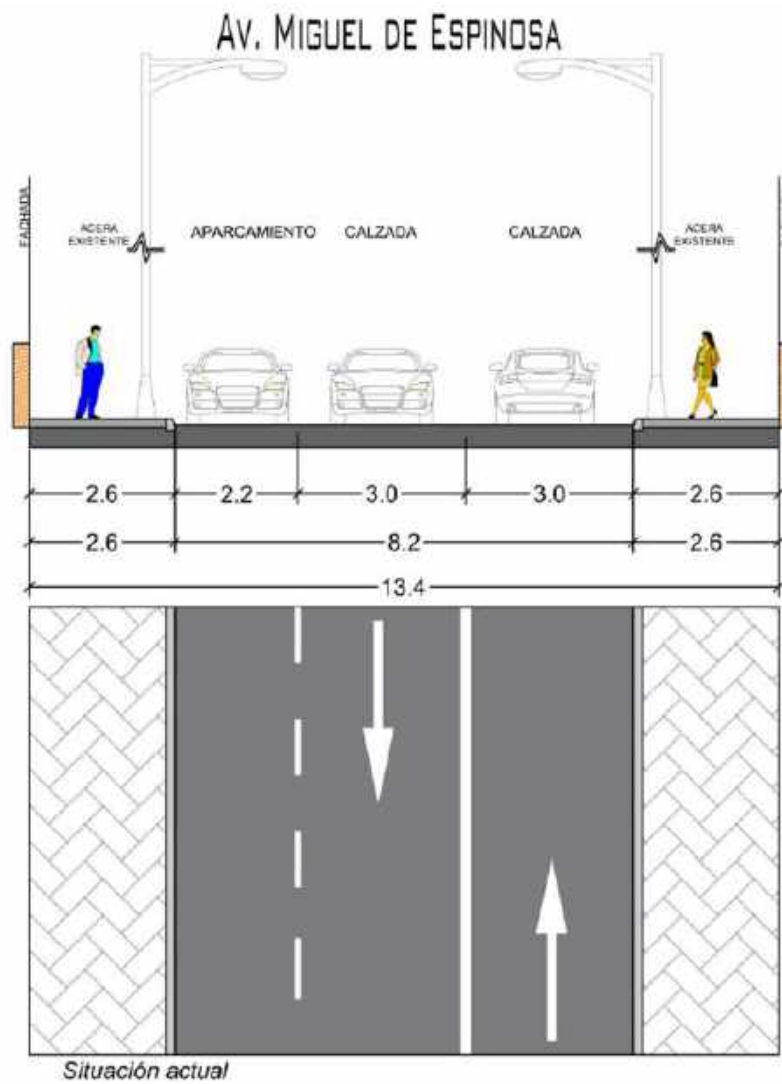 AV. MIGUEL DE ESPINOSA
FACHADA
ACERA
EXISTENTE
APARCAMIENTO
CALZADA
CALZADA
ACERA
EXISTENTE
2.6 2.2 3.0 3.0 2.6
2.6 8.2 2.6
13.4
Situación actual